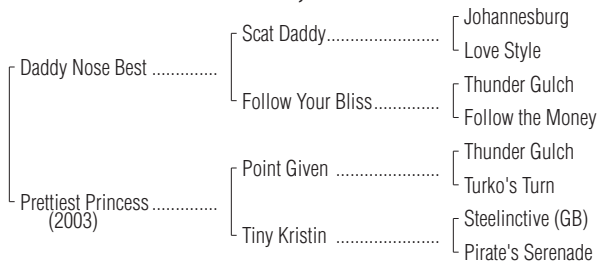 Johannesburg
Scat Daddy......................
Love Style
Daddy Nose Best .............
Thunder Gulch
Follow Your Bliss.............
Follow the Money
Thunder Gulch
Point Given ....................
Turko's Turn
Prettiest Princess.............
(2003)
Steelinctive (GB)
Tiny Kristin ....................
Pirate's Serenade